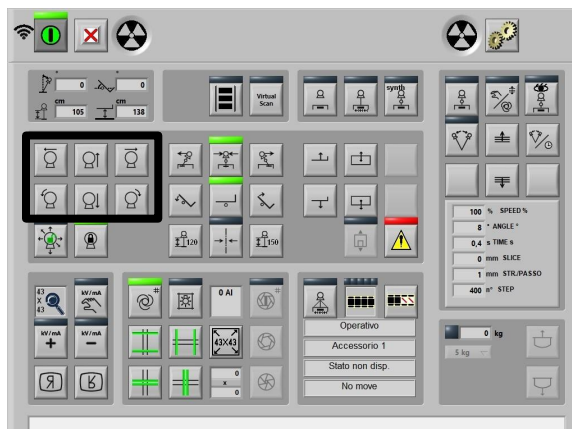 ° 0 ° 0
cm 105 cm 138
Virtual
Scan
synth
@
120 150
100 % SPEED %
8 ° ANGLE °
0,4 s TIME s
0 mm SLICE
1 mm STR./PASSO
400 n° STEP
43
X
43
kV/mA
kV/mA
+
kV/mA
−
R
R
#
0 Al
#
43X43
0
x
0
Operativo
Accessorio 1
Stato non disp.
No move
0 kg
5 kg